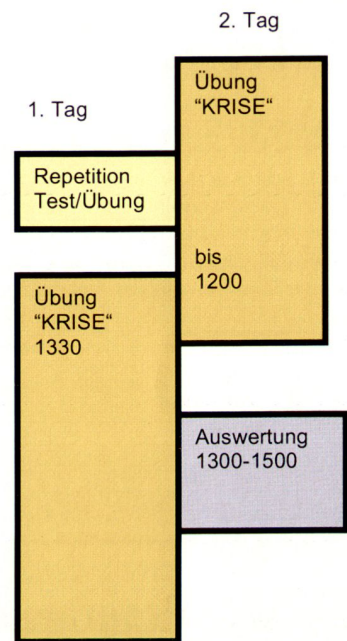 2. Tag
1. Tag
Übung
"KRISE"
bis
1200
Repetition
Test/Übung
Übung
"KRISE"
1330
Auswertung
1300-1500